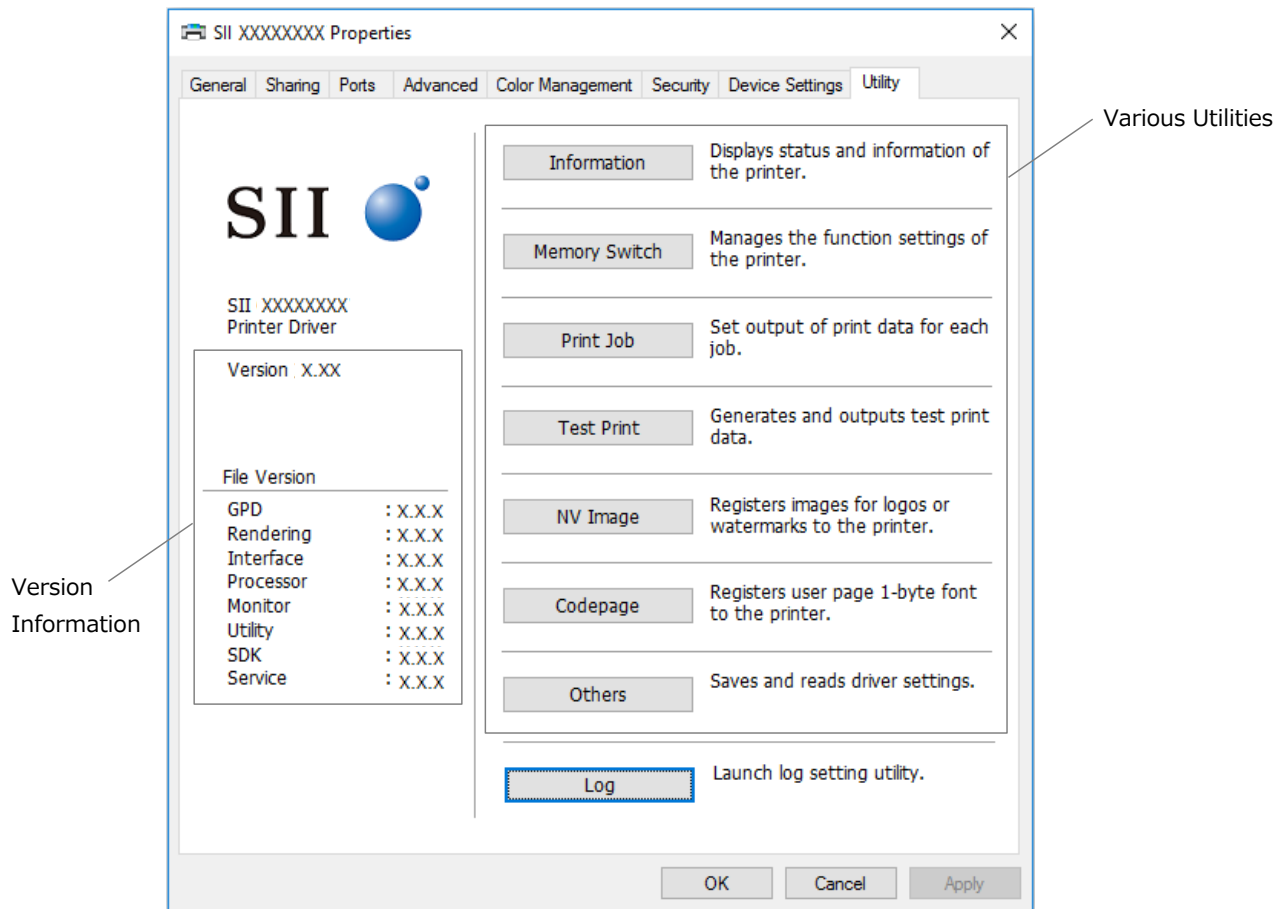 SII XXXXXXXX Properties
General Sharing Ports Advanced Color Management Security Device Settings Utility
SII
SII XXXXXXXX
Printer Driver
Version X.XX
File Version
GPD : X.X.X
Rendering : X.X.X
Interface : X.X.X
Processor : X.X.X
Monitor : X.X.X
Utility : X.X.X
SDK : X.X.X
Service : X.X.X
Version
Information
Information
Displays status and information of
the printer.
Memory Switch
Manages the function settings of
the printer.
Print Job
Set output of print data for each
job.
Test Print
Generates and outputs test print
data.
NV Image
Registers images for logos or
watermarks to the printer.
Codepage
Registers user page 1-byte font
to the printer.
Others
Saves and reads driver settings.
Log
Launch log setting utility.
Various Utilities
OK Cancel Apply